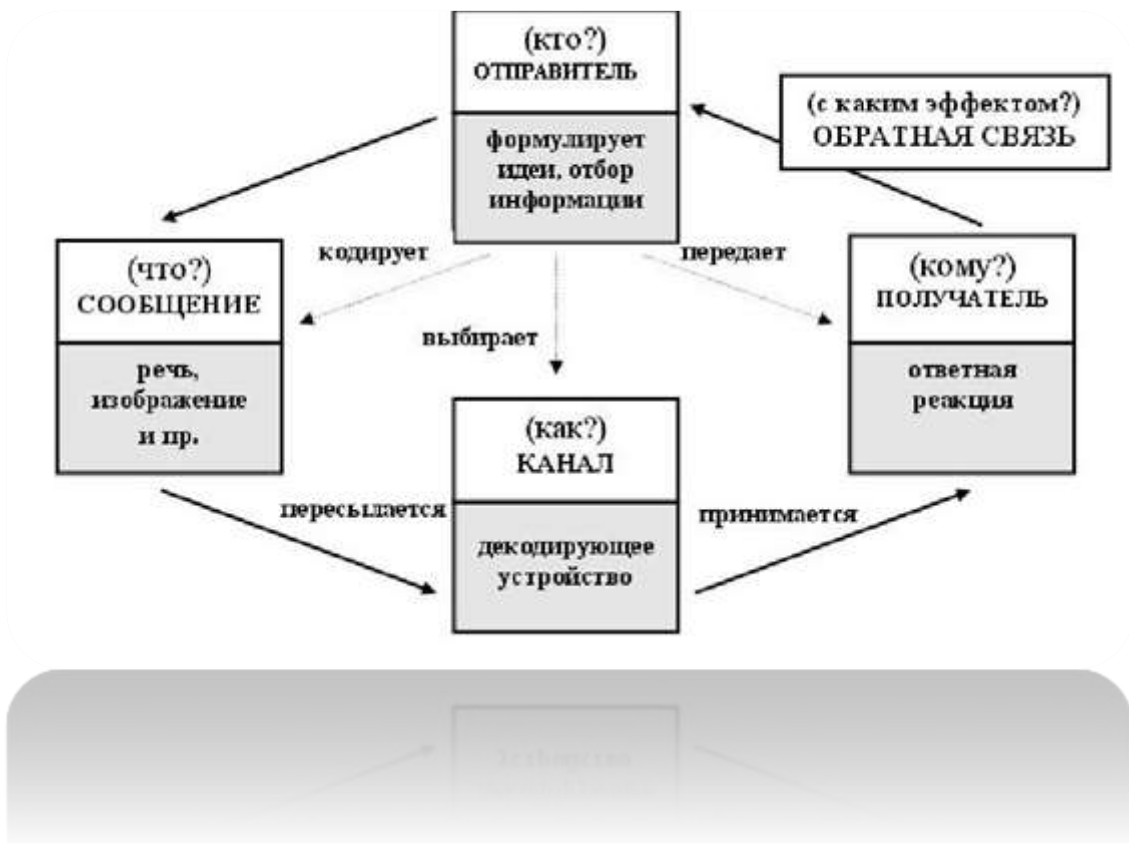 (кто?)
ОТПРАВИТЕЛЬ
формулирует
идеи, отбор
информации
(с каким эффектом?)
ОБРАТНАЯ СВЯЗЬ
кодирует
передает
(что?)
СООБЩЕНИЕ
речь,
изображение
и пр.
выбирает
(кому?)
ПОЛУЧАТЕЛЬ
ответная
реакция
(как?)
КАНАЛ
декодирующее
устройство
пересылается
принимается